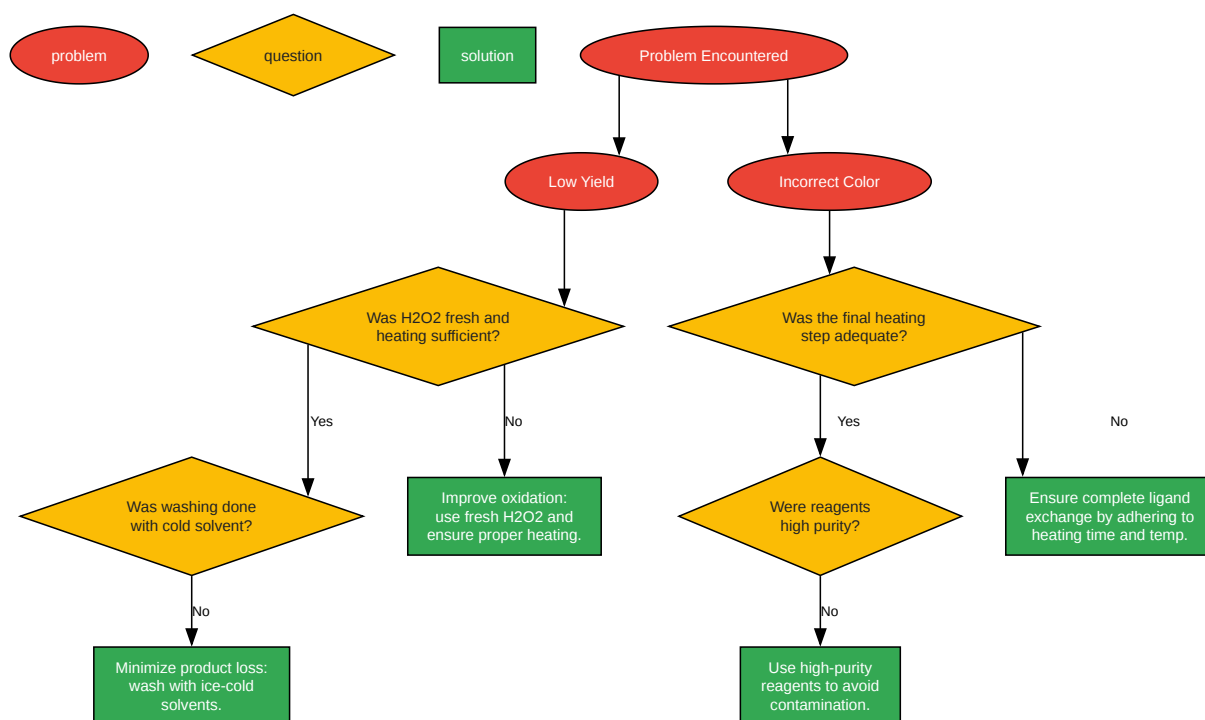 problem
question
solution
Problem Encountered
Low Yield
Incorrect Color
Was H2O2 fresh and
heating sufficient?
Was the final heating
step adequate?
Yes
No
Yes
No
Was washing done
with cold solvent?
Improve oxidation:
use fresh H2O2 and
ensure proper heating.
Were reagents
high purity?
Ensure complete ligand
exchange by adhering to
heating time and temp.
No
No
Minimize product loss:
wash with ice-cold
solvents.
Use high-purity
reagents to avoid
contamination.